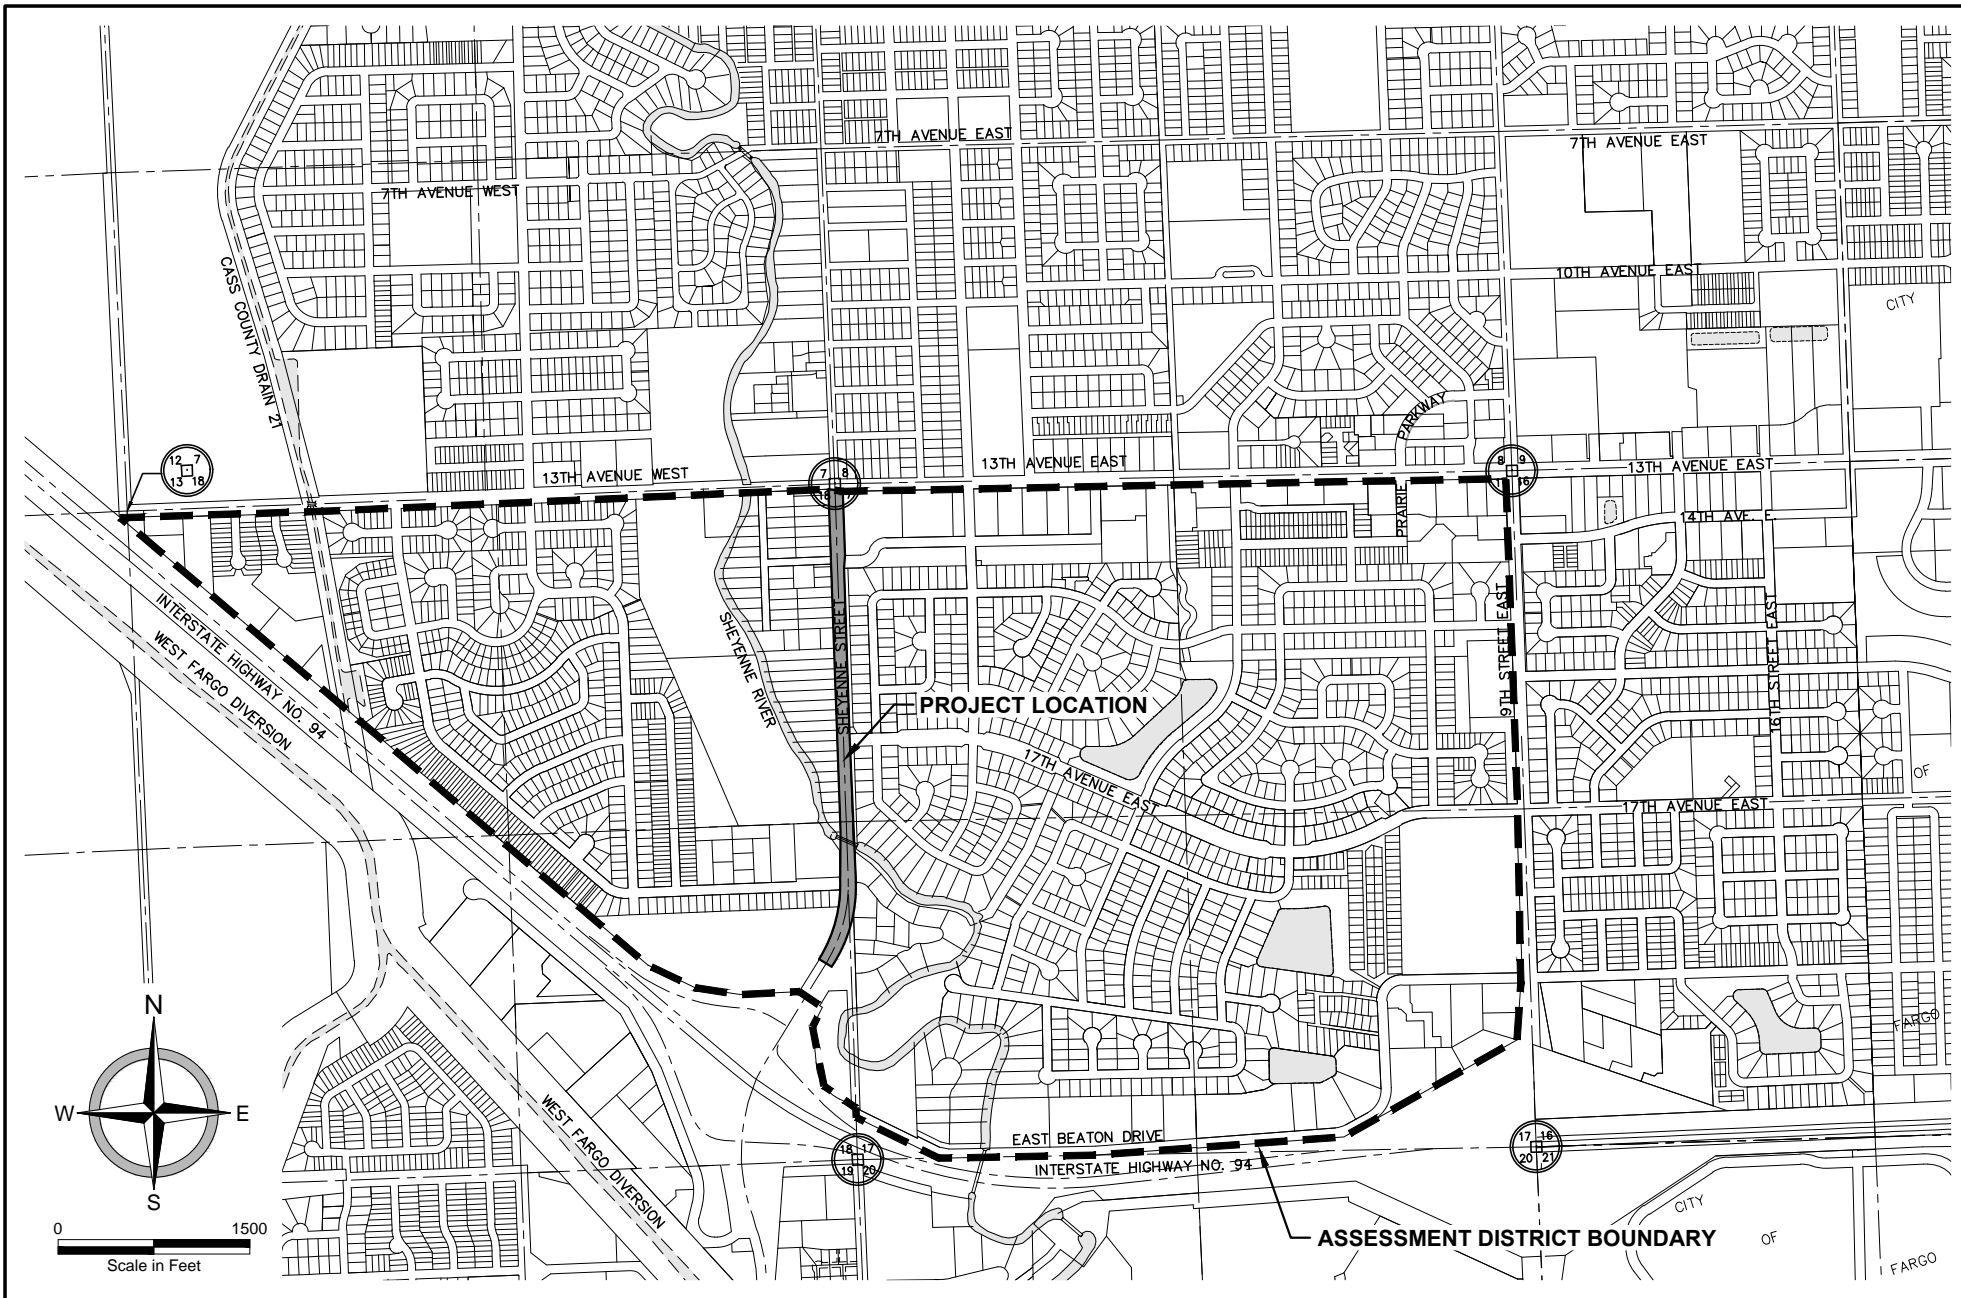 7TH AVENUE EAST
7TH AVENUE EAST
7TH AVENUE WEST
CASS COUNTY DRAIN 21
10TH AVENUE EAST
CITY
PARKWAY
12 7
13 18
13TH AVENUE WEST
7 8
18
13TH AVENUE EAST
8 9
16
13TH AVENUE EAST
PRAIRIE
14TH AVE. E.
INTERSTATE HIGHWAY NO. 94
WEST FARGO DIVERSION
SHEYENNE RIVER
SHEYENNE STREET
9TH STREET EAST
16TH STREET EAST
PROJECT LOCATION
17TH AVENUE EAST
17TH AVENUE EAST
OF
FARGO
N
W E
S
0 1500
Scale in Feet
WEST FARGO DIVERSION
18 17
19 20
EAST BEATON DRIVE
INTERSTATE HIGHWAY NO. 94
17 16
20 21
ASSESSMENT DISTRICT BOUNDARY
CITY
OF
FARGO